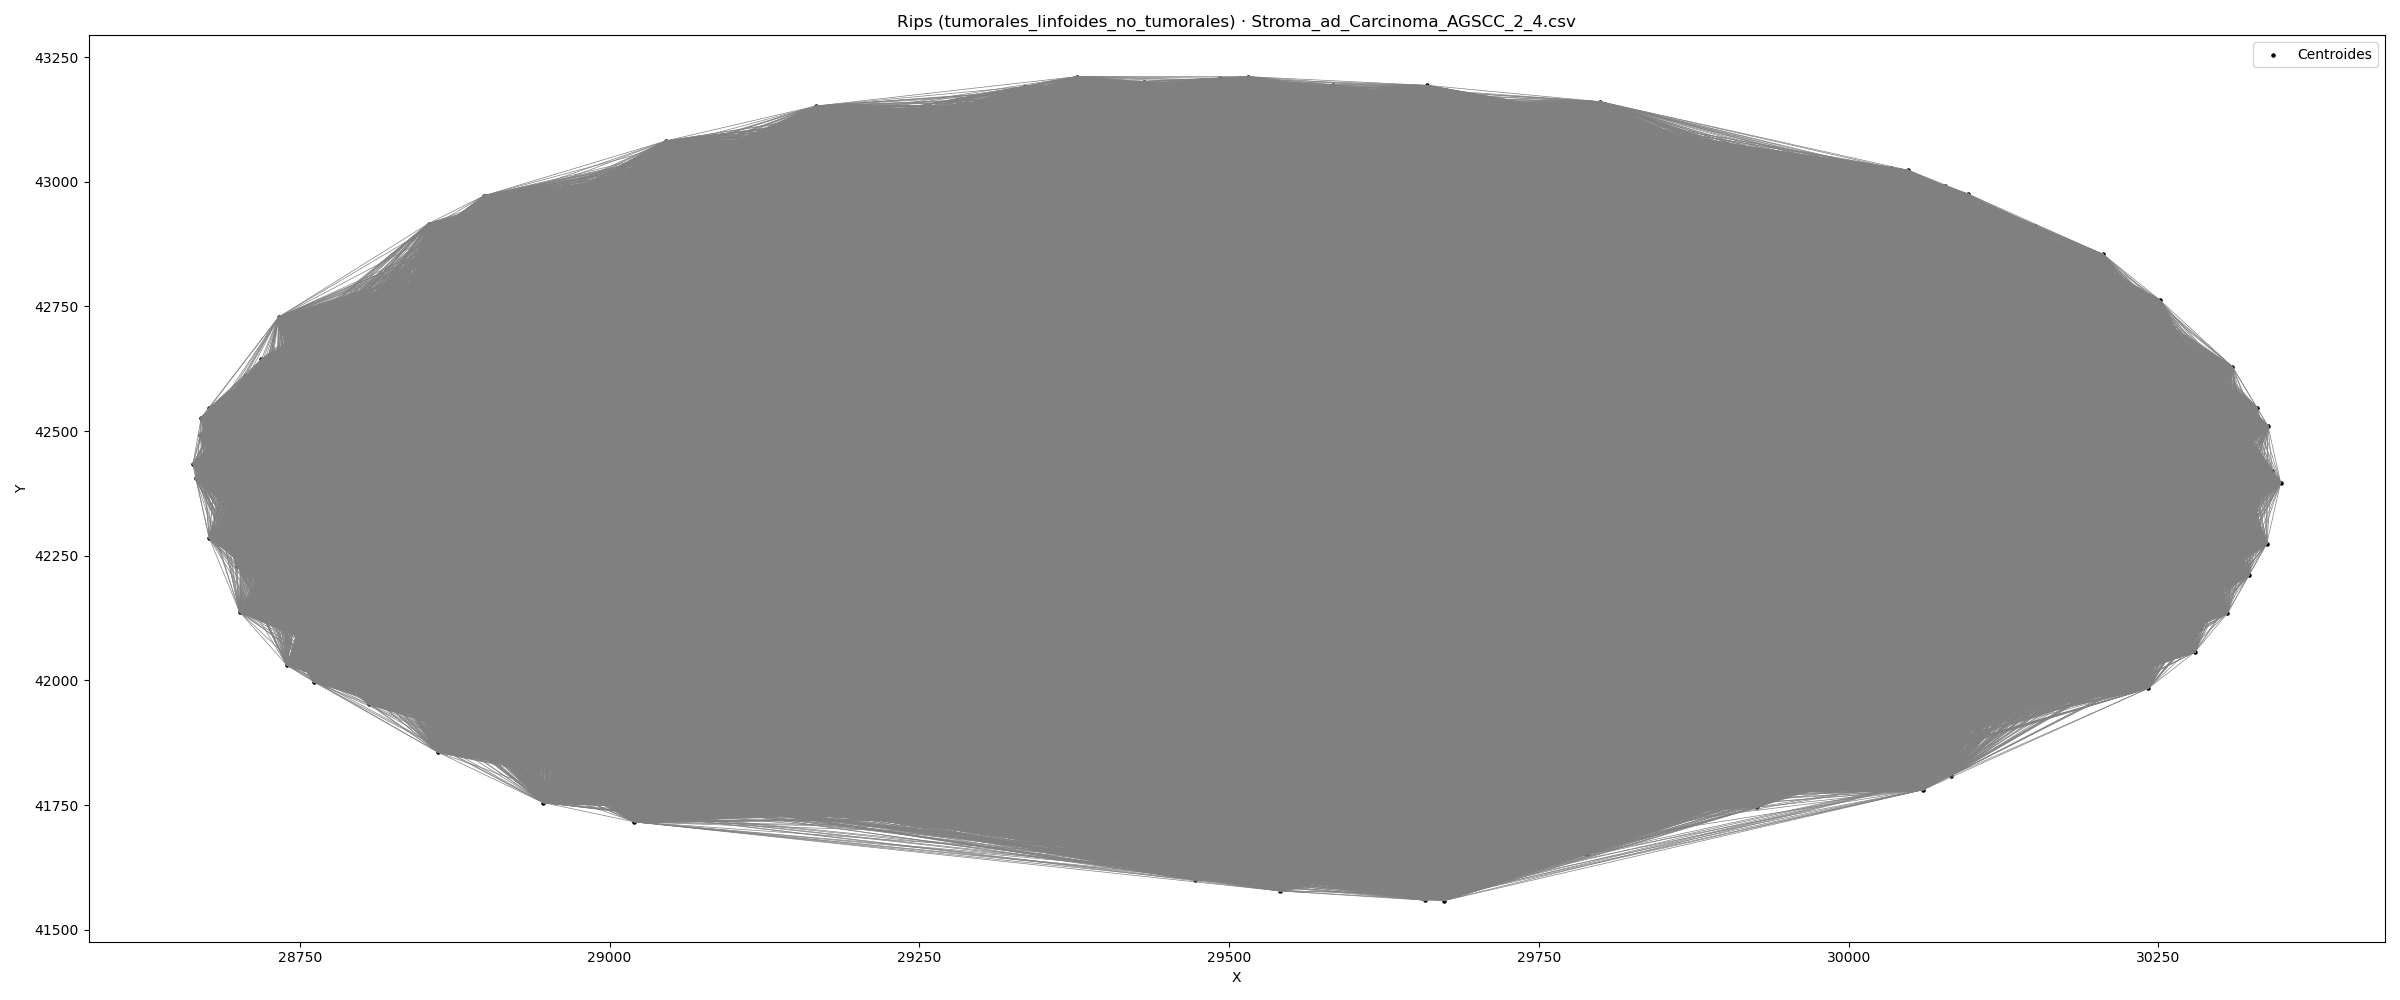 Rips (tumorales_linfoides_no_tumorales) · Stroma_ad_Carcinoma_AGSCC_2_4.csv
Centroides
43250
43000
42750
42500
42250
42000
41750
41500
Y
28750 29000 29250 29500 29750 30000 30250
X